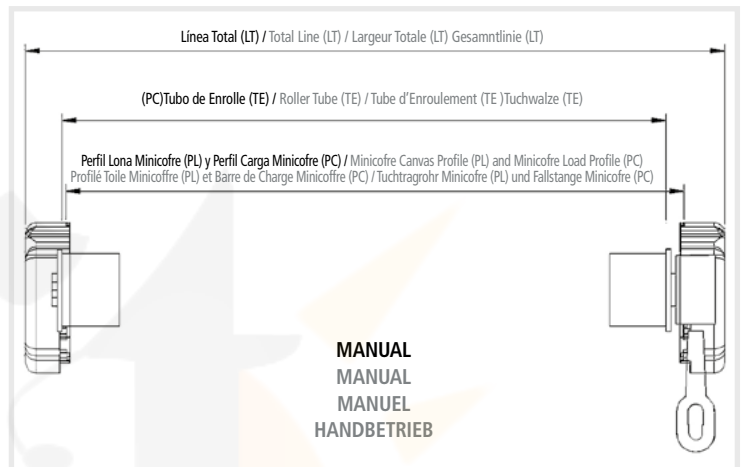 Línea Total (LT) / Total Line (LT) / Largeur Totale (LT) Gesamntlinie (LT)
(PC)Tubo de Enrolle (TE) / Roller Tube (TE) / Tube d'Enroulement (TE )Tuchwalze (TE)
Perfil Lona Minicofre (PL) y Perfil Carga Minicofre (PC) / Minicofre Canvas Profile (PL) and Minicofre Load Profile (PC)
Profilé Toile Minicoffre (PL) et Barre de Charge Minicoffre (PC) / Tuchtragrohr Minicofre (PL) und Fallstange Minicofre (PC)
MANUAL
MANUAL
MANUEL
HANDBETRIEB